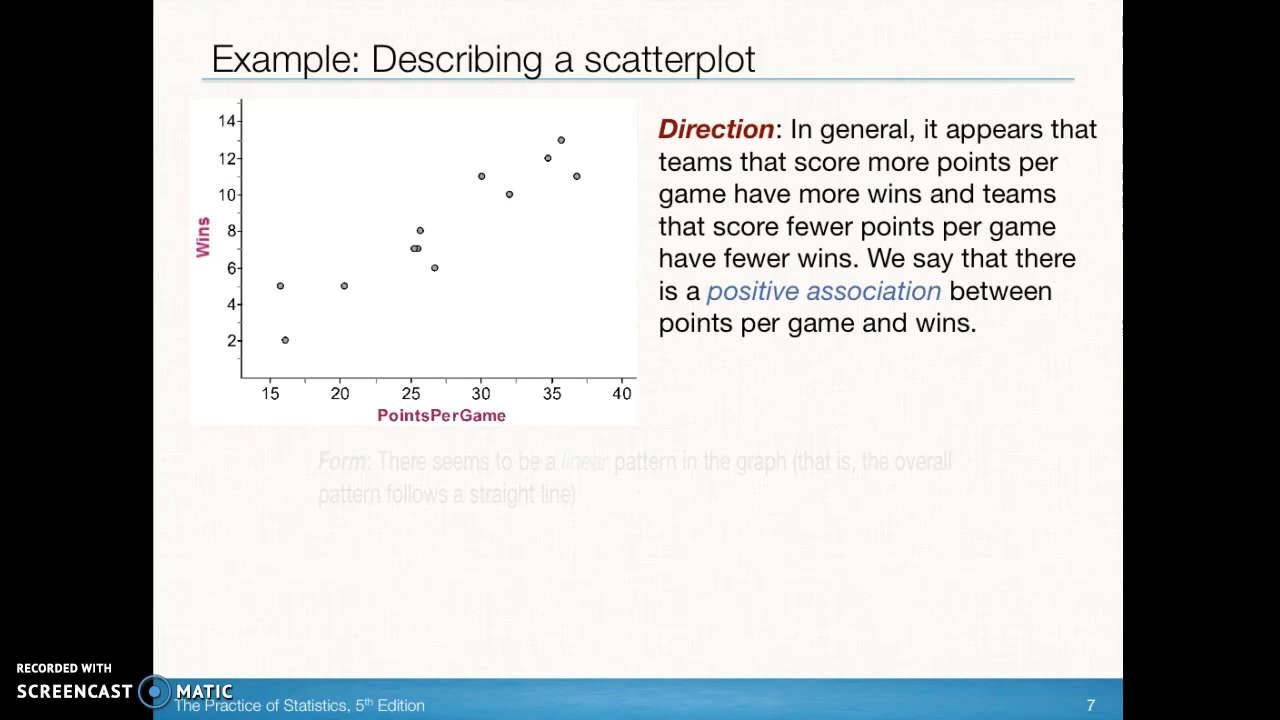 Example: Describing a scatterplot
14
12
10
8
6
4
2
Wins
15 20 25 30 35 40
PointsPerGame
Direction: In general, it appears that
teams that score more points per
game have more wins and teams
that score fewer points per game
have fewer wins. We say that there
is a positive association between
points per game and wins.
Form: There seems to be a linear pattern in the graph (that is, the overall
pattern follows a straight line)
RECORDED WITH
SCREENCAST MATIC
The Practice of Statistics, 5th Edition
7